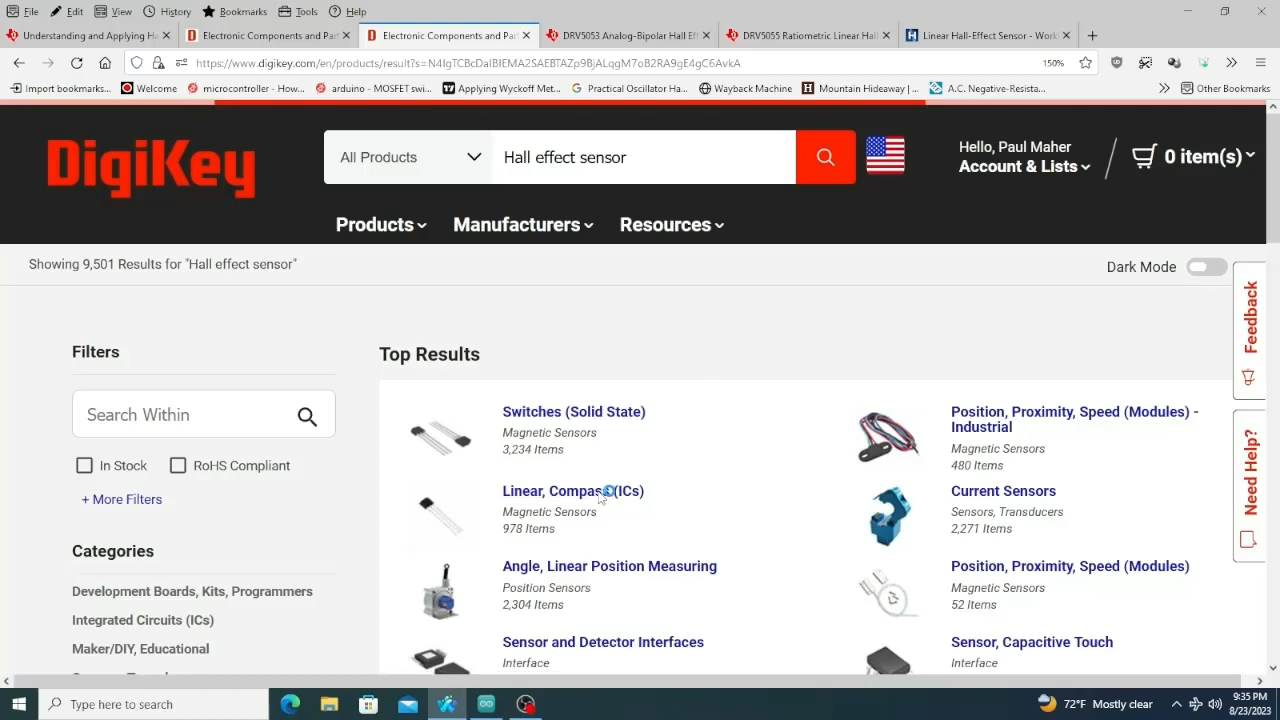 File Edit View History Bookmarks Tools Help
Understanding and Applying Ha
Electronic Components and Par
Electronic Components and Par
DRV5053 Analog-Bipolar Hall Ef
DRV5055 Ratiometric Linear Hall
Linear Hall-Effect Sensor - Work
https://www.digikey.com/en/products/result?s=N4IgTCBcDaIBIEMA2SAEBTAZp9BjALqgM7oB2RA9gE4gC6AvkA
150%
Import bookmarks...
Welcome
microcontroller - How...
arduino - MOSFET swi...
Applying Wyckoff Met...
Practical Oscillator Ha...
Wayback Machine
Mountain Hideaway |...
A.C. Negative-Resista...
Other Bookmarks
DigiKey
All Products
Hall effect sensor
Hello, Paul Maher
Account & Lists
0 item(s)
Products
Manufacturers
Resources
Showing 9,501 Results for "Hall effect sensor"
Dark Mode
Feedback
Need Help?
Filters
Search Within
In Stock
RoHS Compliant
+ More Filters
Categories
Development Boards, Kits, Programmers
Integrated Circuits (ICs)
Maker/DIY, Educational
Top Results
Switches (Solid State)
Magnetic Sensors
3,234 Items
Position, Proximity, Speed (Modules) -
Industrial
Magnetic Sensors
480 Items
Linear, Compass (ICs)
Magnetic Sensors
978 Items
Current Sensors
Sensors, Transducers
2,271 Items
Angle, Linear Position Measuring
Position Sensors
2,304 Items
Position, Proximity, Speed (Modules)
Magnetic Sensors
52 Items
Sensor and Detector Interfaces
Interface
Sensor, Capacitive Touch
Interface
Type here to search
72°F Mostly clear
9:35 PM
8/23/2023